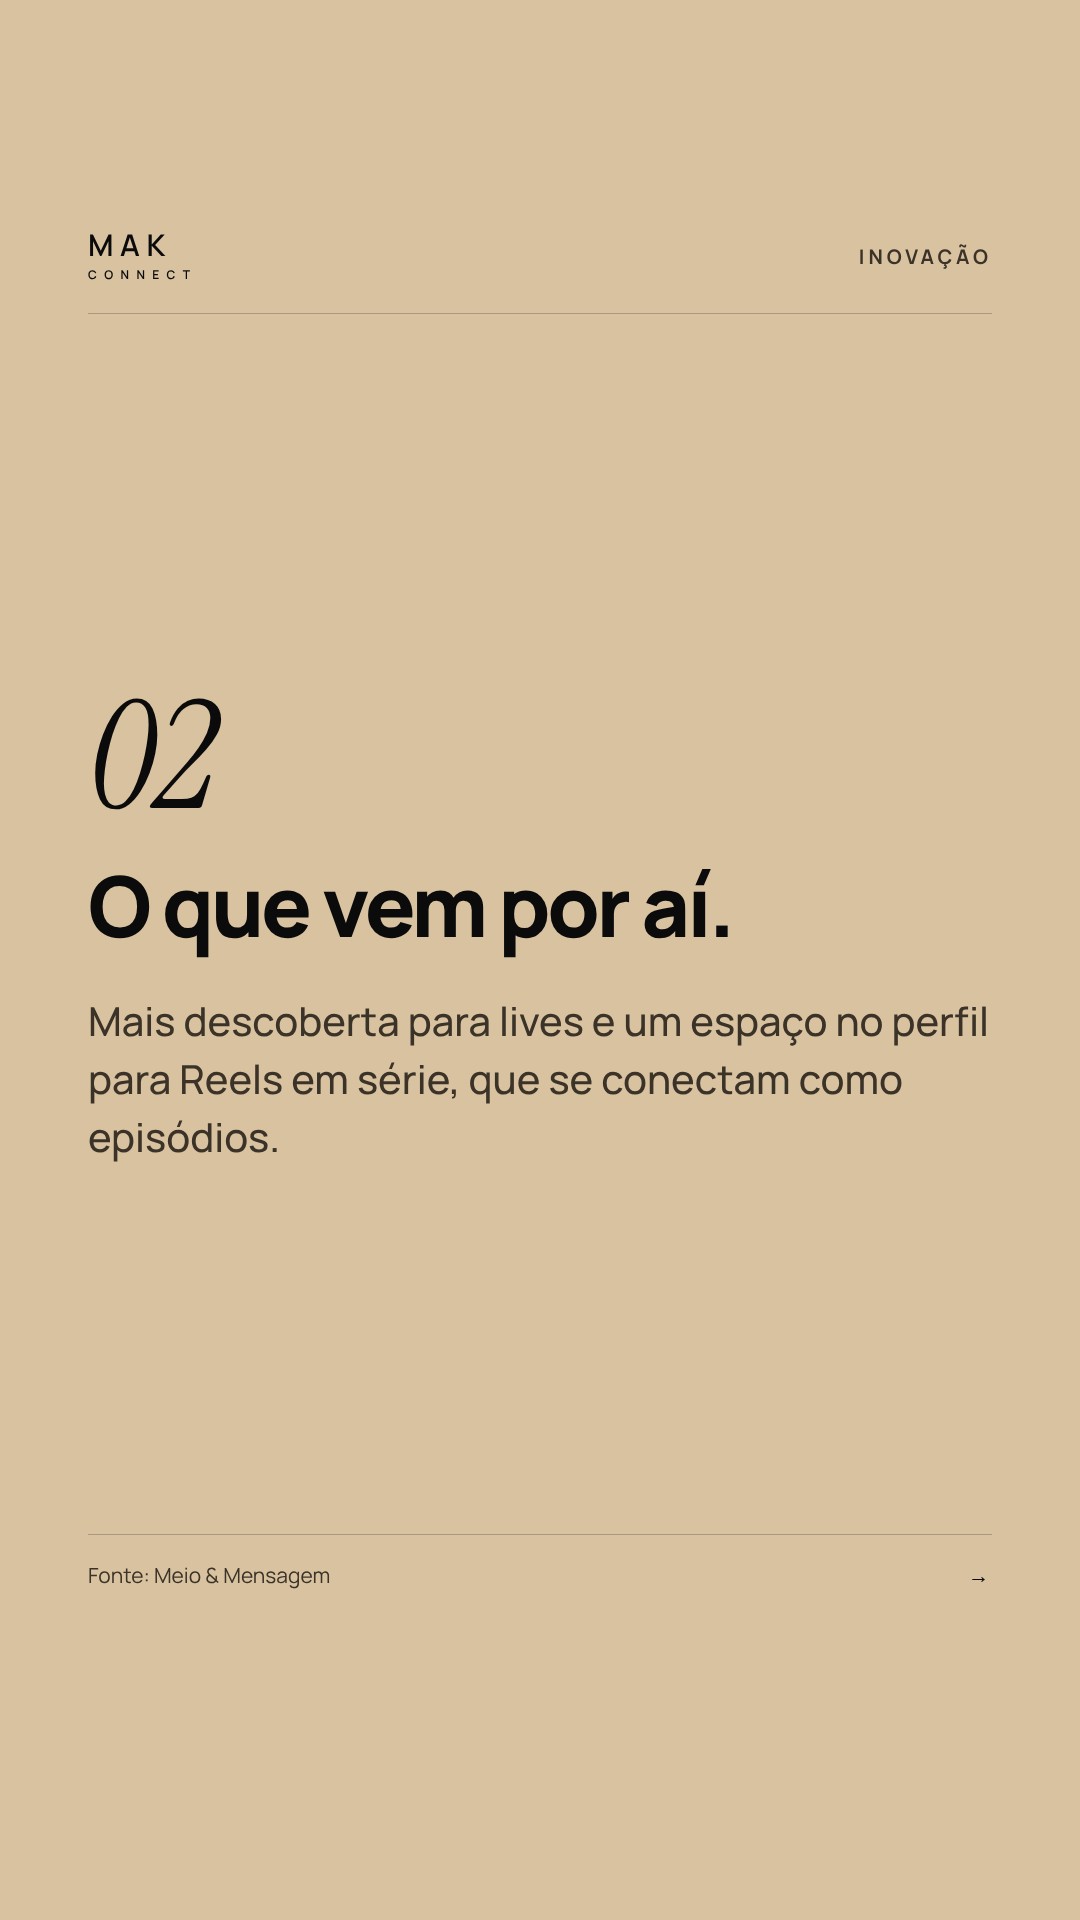 MAK
CONNECT
INOVAÇÃO
02
O que vem por aí.
Mais descoberta para lives e um espaço no perfil
para Reels em série, que se conectam como
episódios.
Fonte: Meio & Mensagem
→